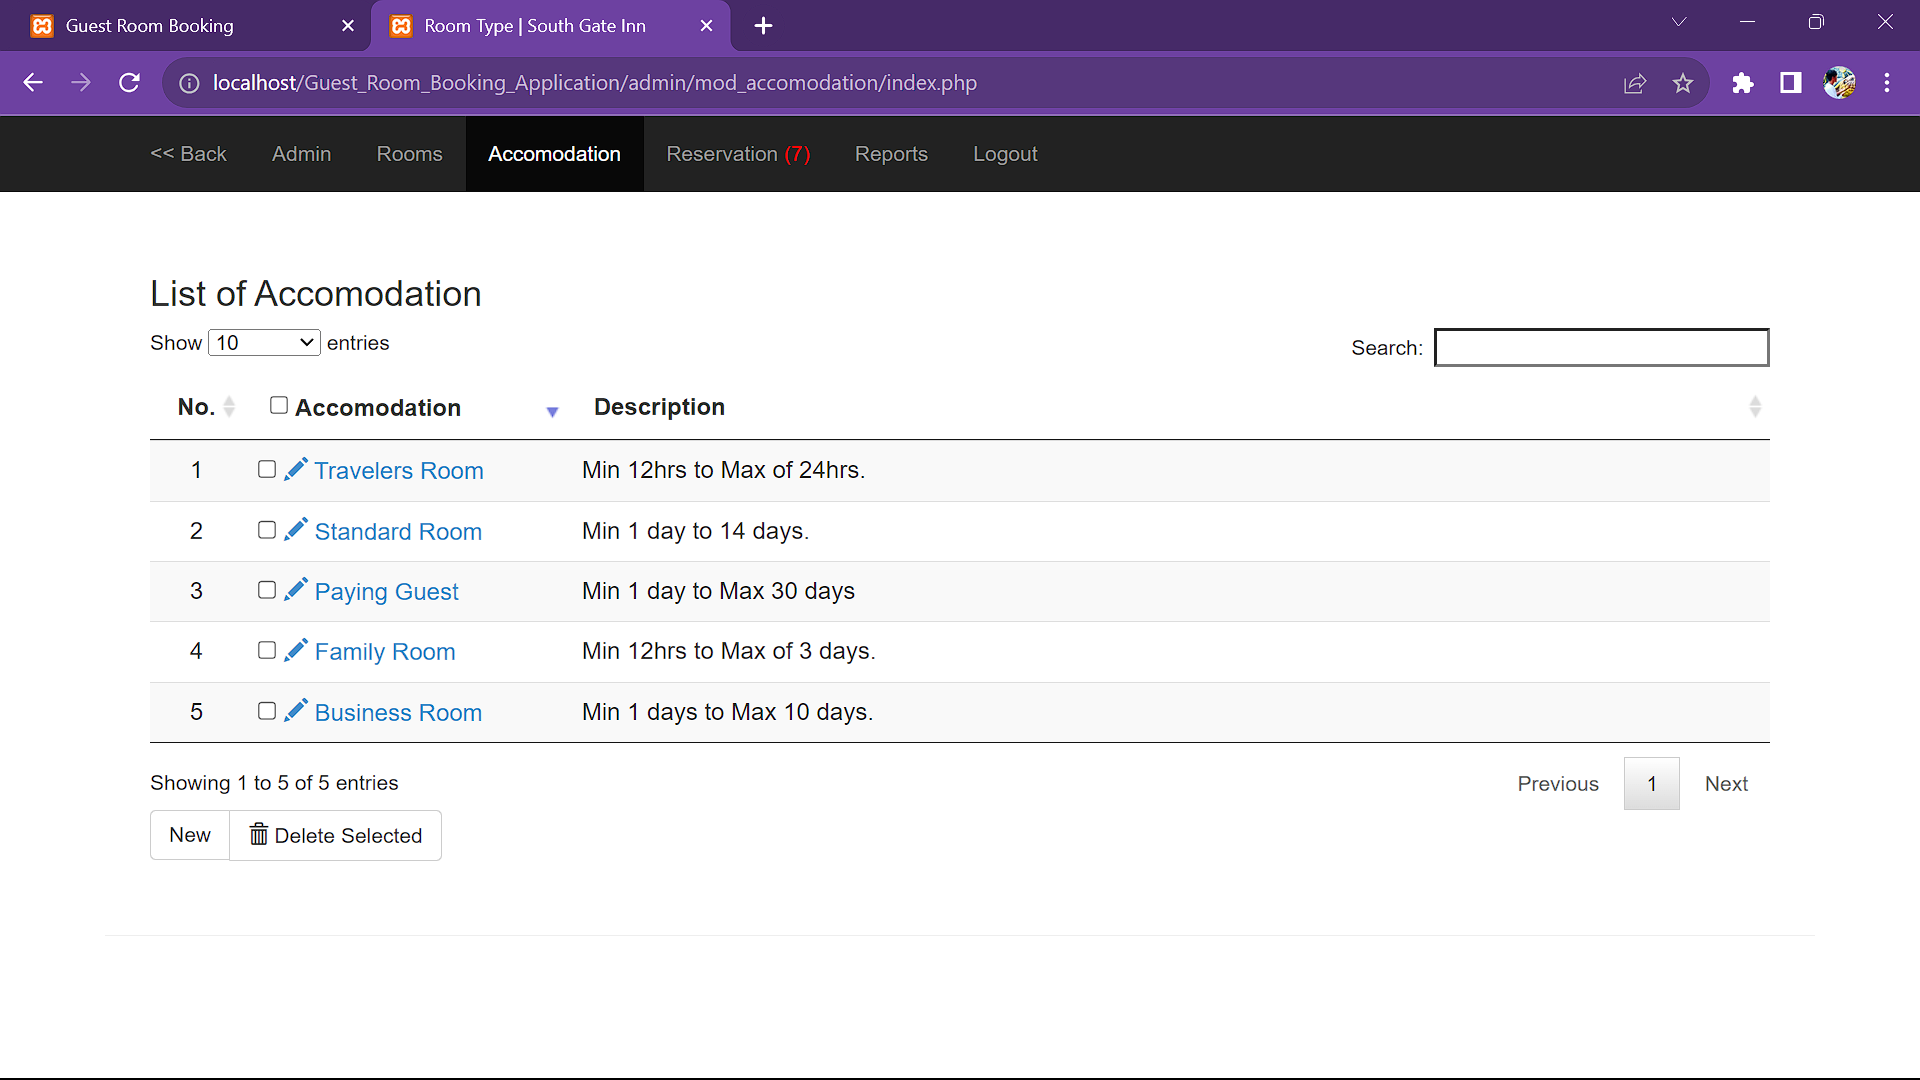 Guest Room Booking
Room Type | South Gate Inn
localhost/Guest_Room_Booking_Application/admin/mod_accomodation/index.php
<< Back Admin Rooms Accomodation Reservation (7) Reports Logout
List of Accomodation
Show 10 entries
Search:
No. Accomodation Description
1 Travelers Room Min 12hrs to Max of 24hrs.
2 Standard Room Min 1 day to 14 days.
3 Paying Guest Min 1 day to Max 30 days
4 Family Room Min 12hrs to Max of 3 days.
5 Business Room Min 1 days to Max 10 days.
Showing 1 to 5 of 5 entries
Previous 1 Next
New Delete Selected